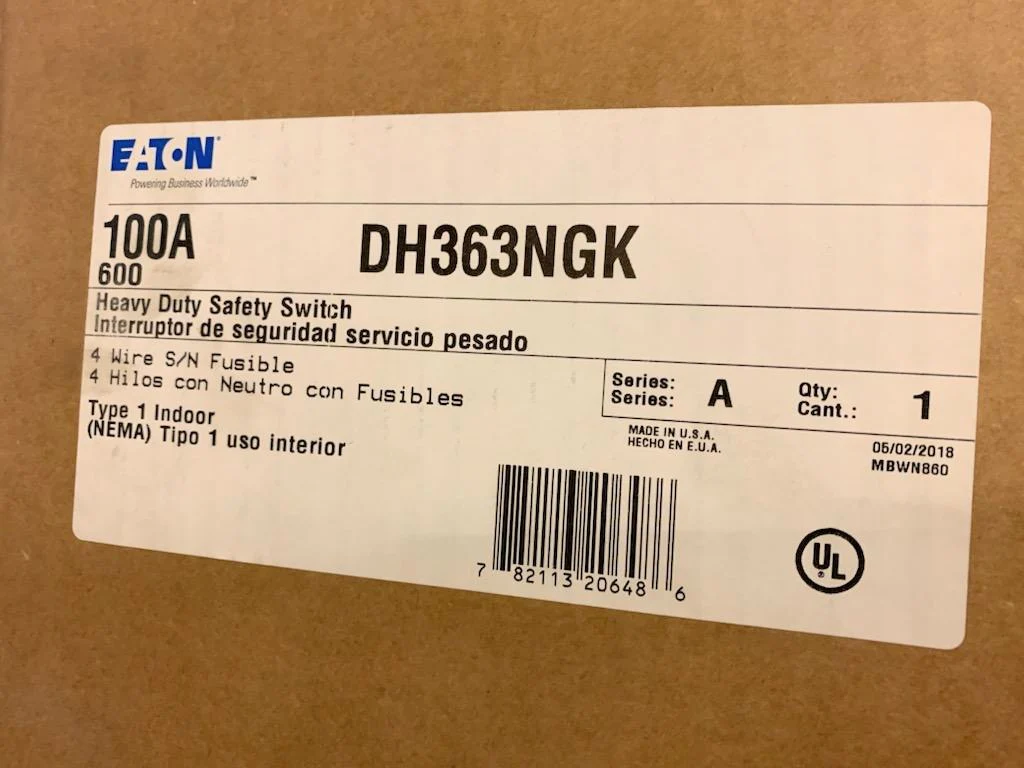 EATON
Powering Business Worldwide™
100A
600
DH363NGK
Heavy Duty Safety Switch
Interruptor de seguridad servicio pesado
4 Wire S/N Fusible
4 Hilos con Neutro con Fusibles
Type 1 Indoor
(NEMA) Tipo 1 uso interior
Series: A
Series:
Qty: 1
Cant.:
MADE IN U.S.A.
HECHO EN E.U.A.
05/02/2018
MBWN860
7 82113 20648 6
UL